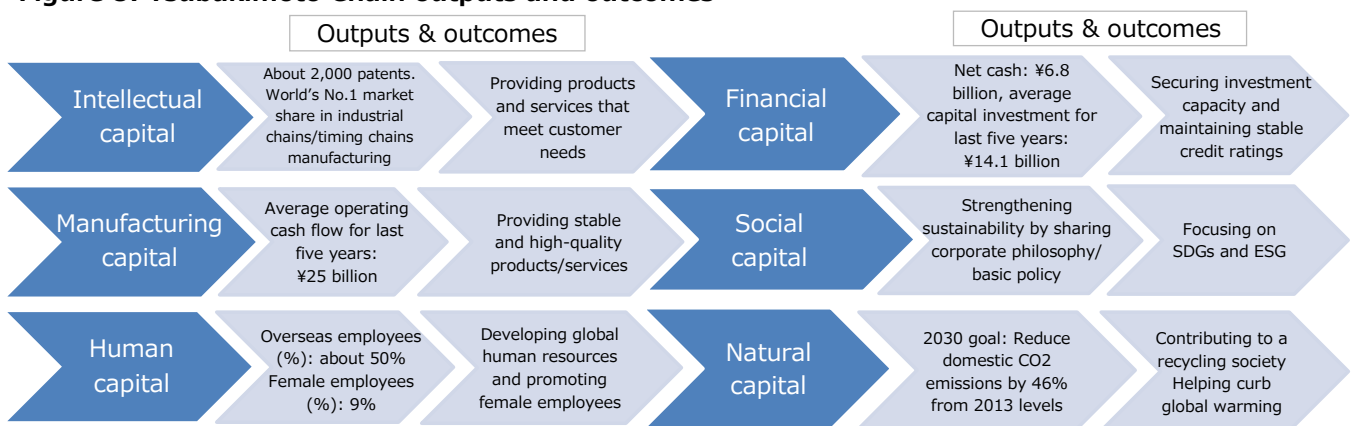 Outputs & outcomes
Intellectual
capital
About 2,000 patents.
World's No.1 market
share in industrial
chains/timing chains
manufacturing
Providing products
and services that
meet customer
needs
Manufacturing
capital
Average operating
cash flow for last
five years:
¥25 billion
Providing stable
and high-quality
products/services
Human
capital
Overseas employees
(%): about 50%
Female employees
(%): 9%
Developing global
human resources
and promoting
female employees
Outputs & outcomes
Financial
capital
Net cash: ¥6.8
billion, average
capital investment for
last five years:
¥14.1 billion
Securing investment
capacity and
maintaining stable
credit ratings
Social
capital
Strengthening
sustainability by sharing
corporate philosophy/
basic policy
Focusing on
SDGs and ESG
Natural
capital
2030 goal: Reduce
domestic CO2
emissions by 46%
from 2013 levels
Contributing to a
recycling society
Helping curb
global warming